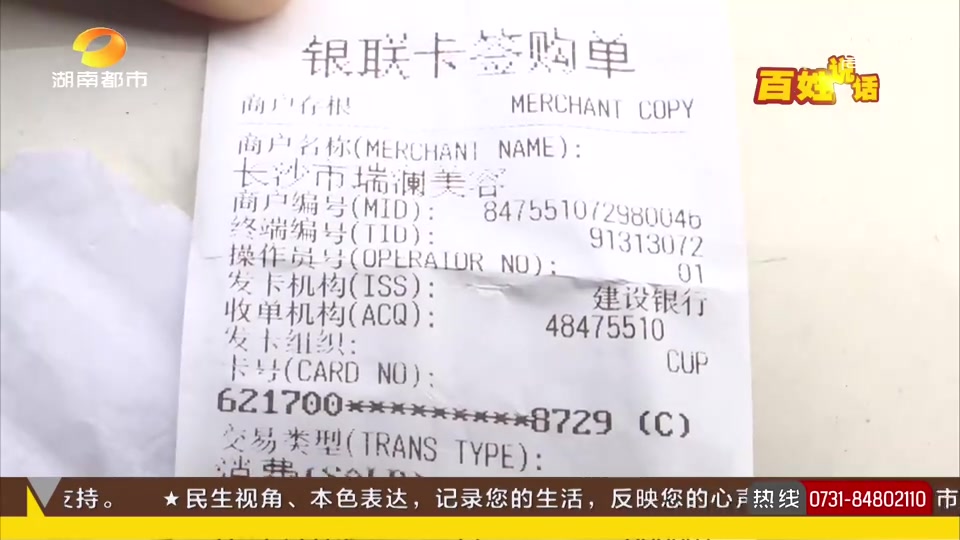 湖南都市
百姓说话
银联卡签购单
商户存根 MERCHANT COPY
商户名称(MERCHANT NAME):
长沙市瑞澜美容
商户编号(MID): 847551072980046
终端编号(TID): 91313072
操作员号(OPERATOR NO): 01
发卡机构(ISS): 建设银行
收单机构(ACQ): 48475510
发卡组织: CUP
卡号(CARD NO):
621700*********8729 (C)
交易类型(TRANS TYPE):
消费
支持。 ★民生视角、本色表达，记录您的生活，反映您的心声 热线 0731-84802110 市